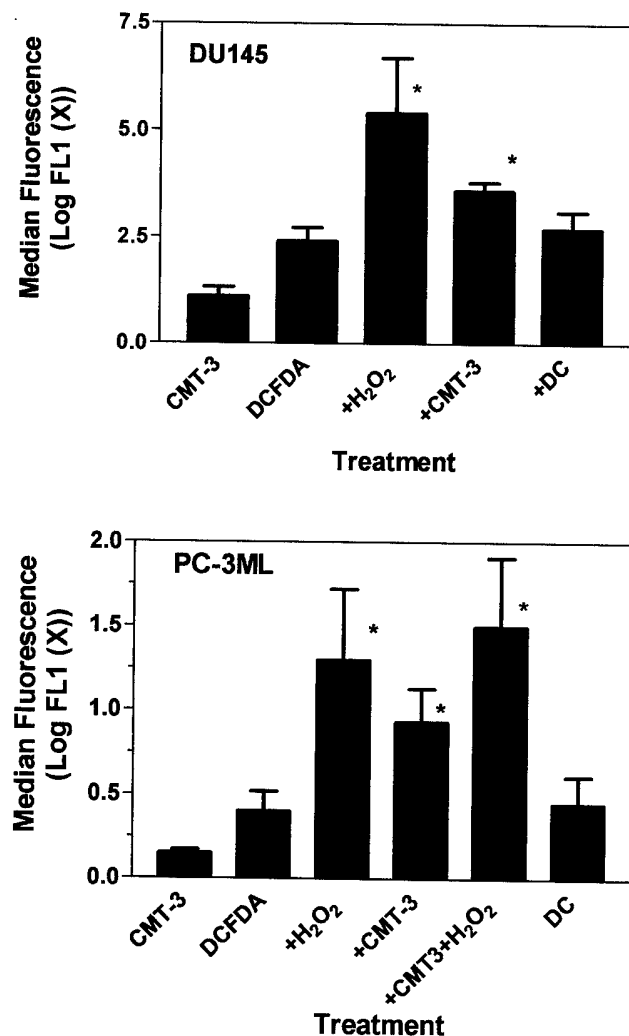 DU145
Median Fluorescence
(Log FL1 (X))
7.5
5.0
2.5
0.0
*
*
CMT-3
DCFDA
+H₂O₂
+CMT-3
+DC
Treatment
PC-3ML
Median Fluorescence
(Log FL1 (X))
2.0
1.5
1.0
0.5
0.0
*
*
*
CMT-3
DCFDA
+H₂O₂
+CMT-3
+CMT3+H₂O₂
DC
Treatment